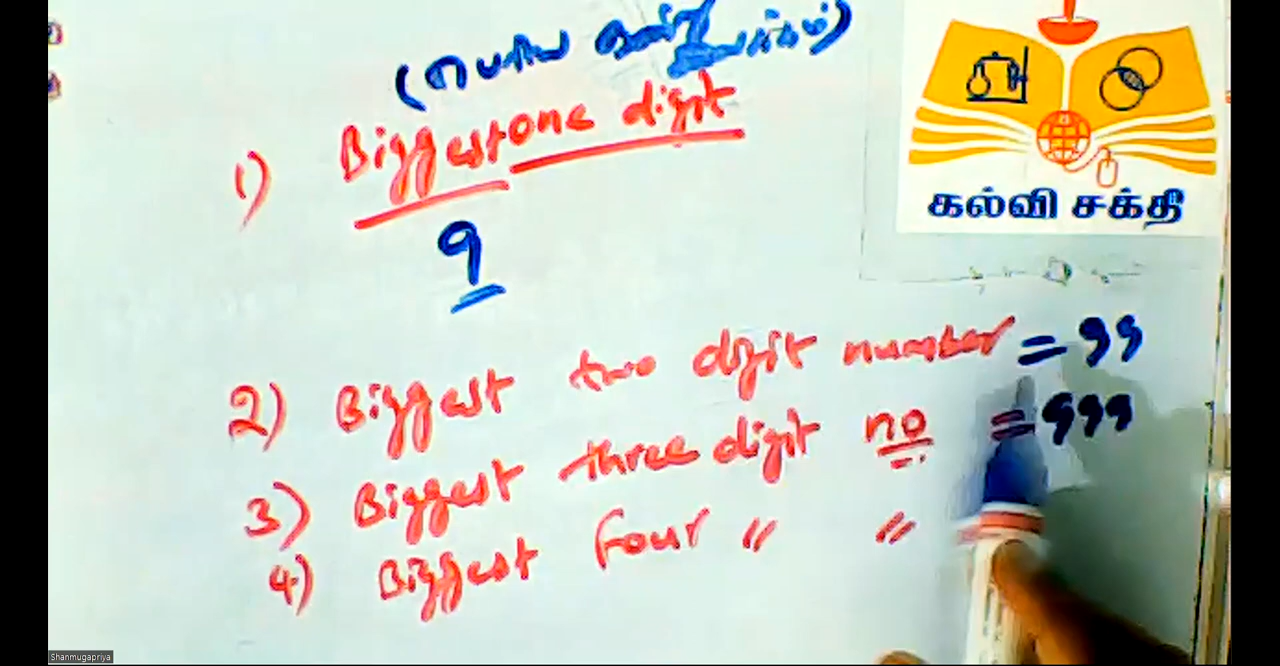 (பெரிய ஒன்
Biggest one digit
1)
9
கல்வி சக்தீ
2) Biggest two digit number = 99
3) Biggest three digit no = 999
4) Biggest four " "
Shanmugapriya